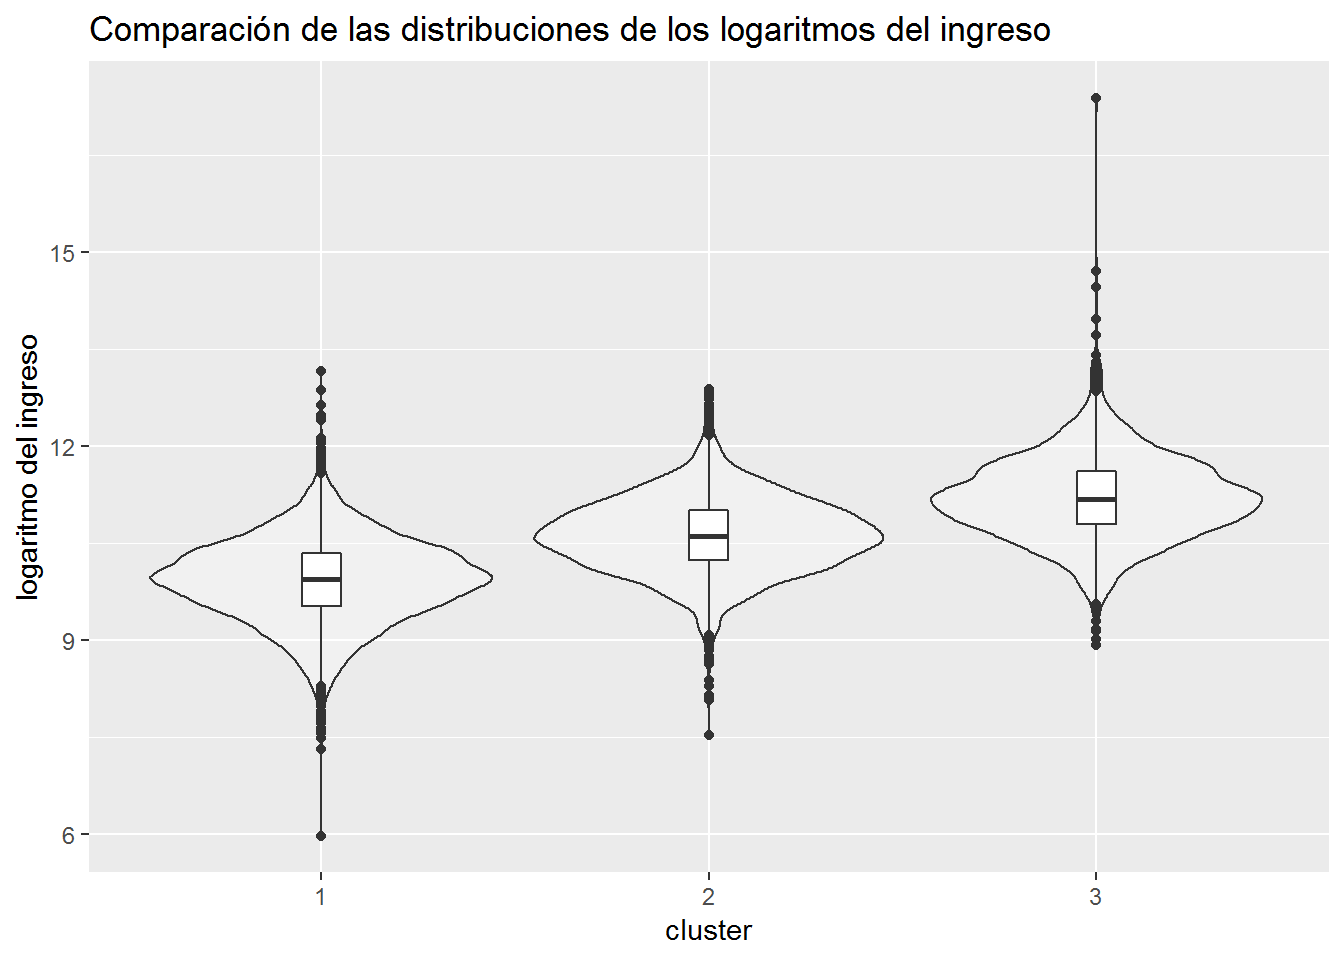 Comparación de las distribuciones de los logaritmos del ingreso
logaritmo del ingreso
15
12
9
6
1 2 3
cluster